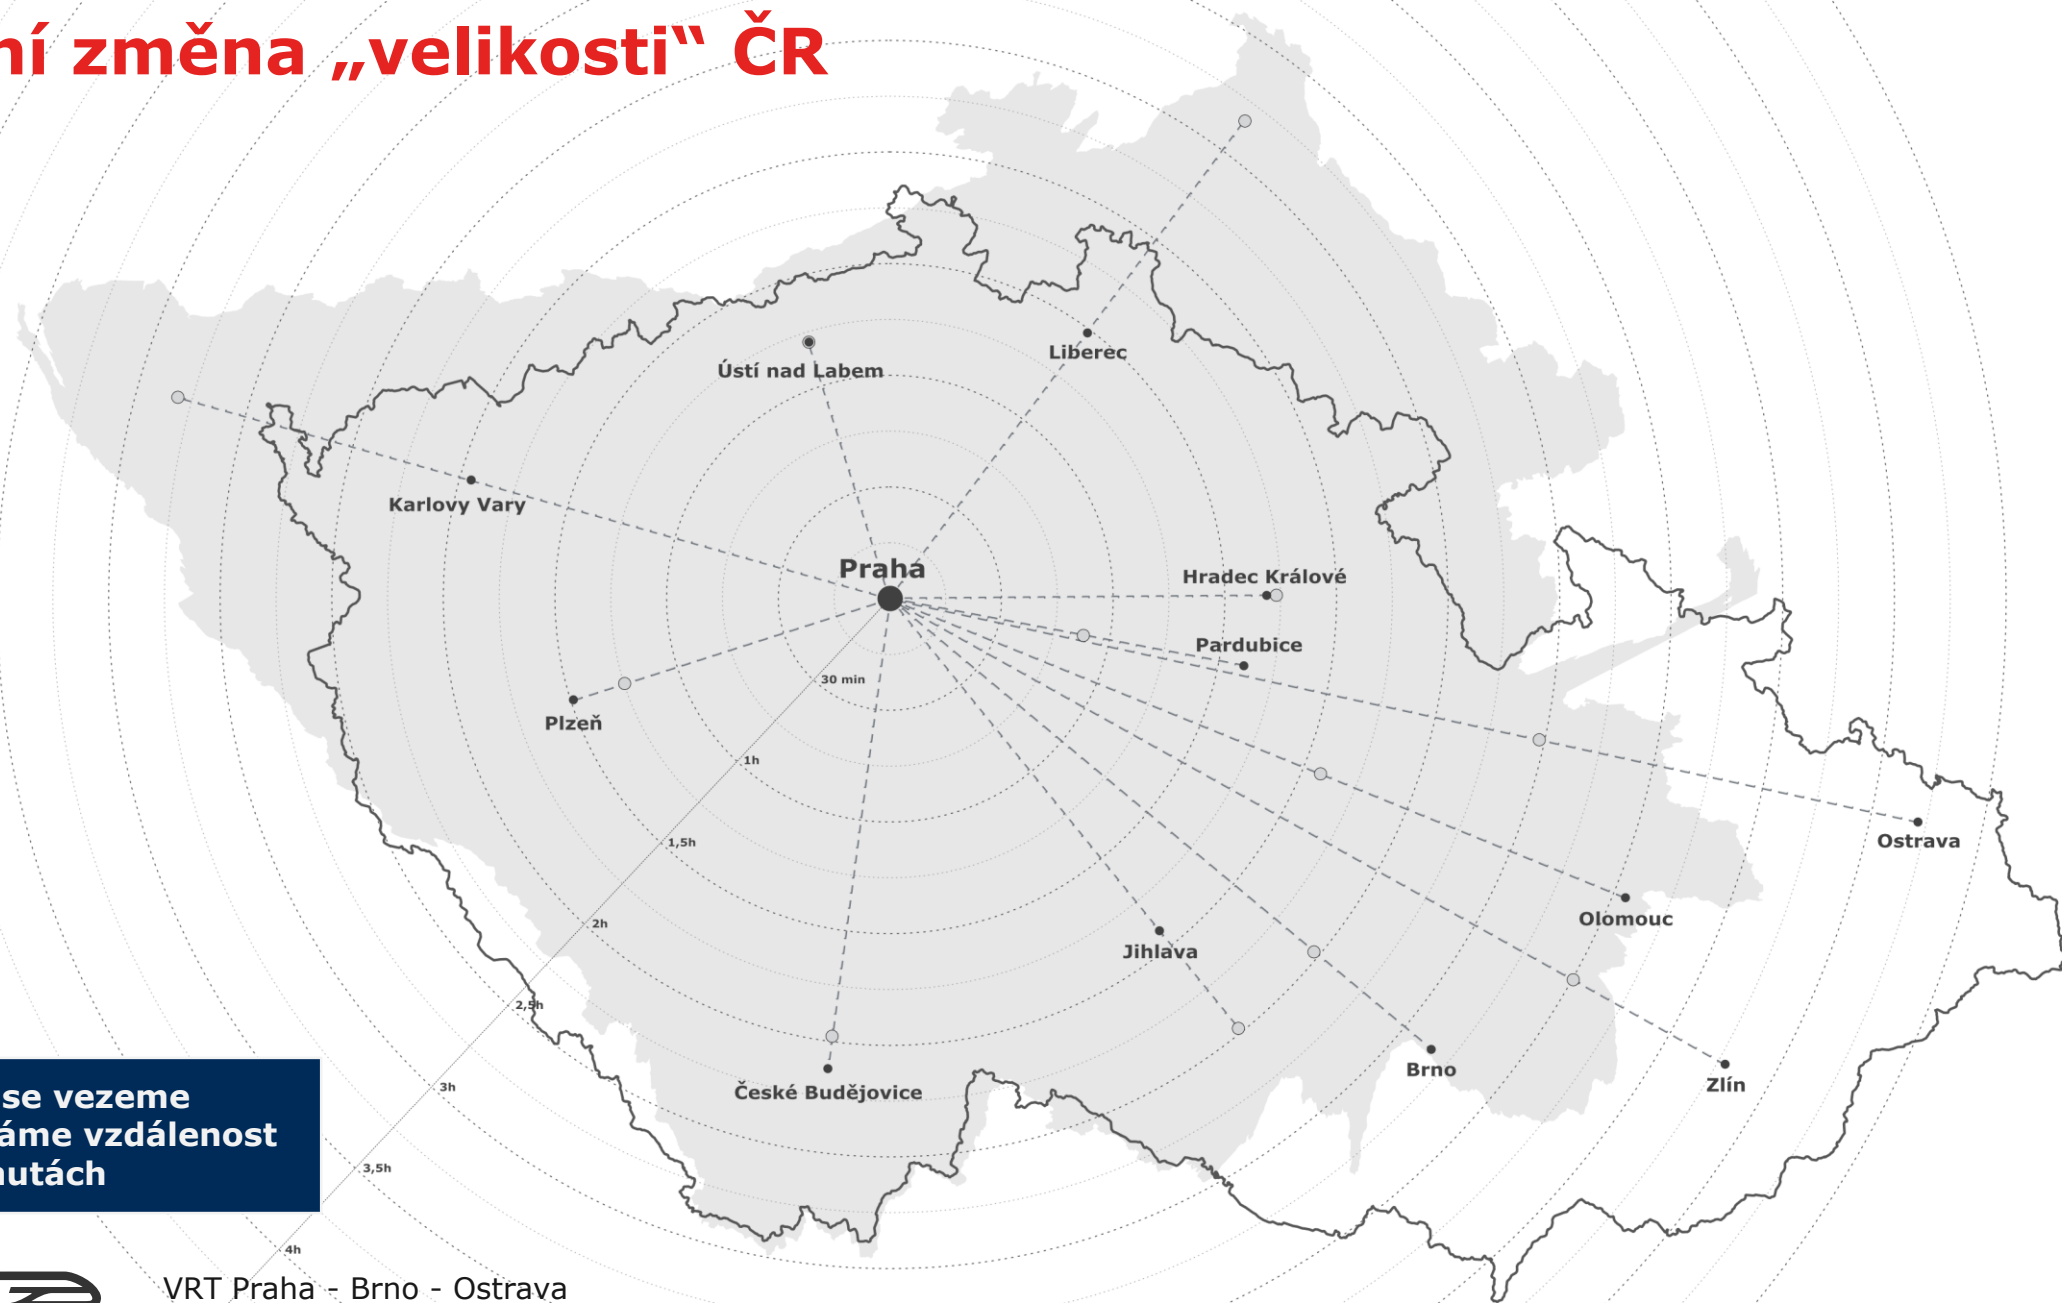 ní změna „velikosti“ ČR
Liberec
Ústí nad Labem
Karlovy Vary
Praha
Hradec Králové
Pardubice
30 min
Plzeň
1h
Ostrava
1,5h
Olomouc
2h
Jihlava
2,5h
Brno
Zlín
3h
České Budějovice
se vezeme
áme vzdálenost
nutách
3,5h
4h
VRT Praha - Brno - Ostrava